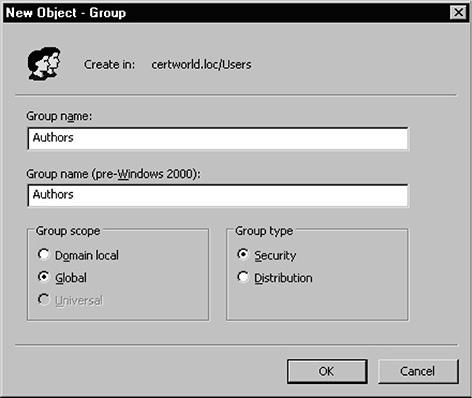 New Object - Group
Create in: certworld.loc/Users
Group name:
Authors
Group name (pre-Windows 2000):
Authors
Group scope
Domain local
Global
Universal
Group type
Security
Distribution
OK Cancel